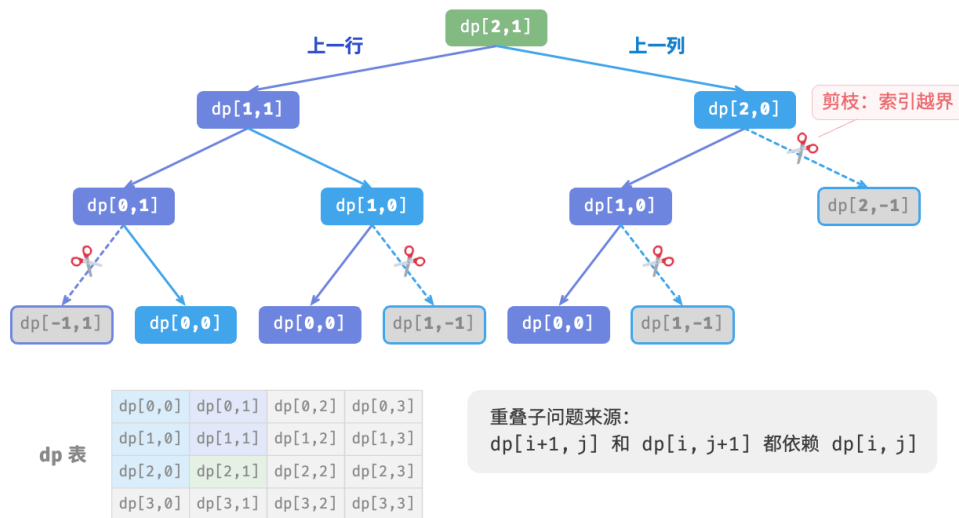 dp[2,1]
上一行
上一列
dp[1,1]
dp[2,0]
剪枝：索引越界
dp[0,1]
dp[1,0]
dp[1,0]
dp[2,-1]
dp[-1,1]
dp[0,0]
dp[0,0]
dp[1,-1]
dp[0,0]
dp[1,-1]
dp 表
dp[0,0] dp[0,1] dp[0,2] dp[0,3]
dp[1,0] dp[1,1] dp[1,2] dp[1,3]
dp[2,0] dp[2,1] dp[2,2] dp[2,3]
dp[3,0] dp[3,1] dp[3,2] dp[3,3]
重叠子问题来源：
dp[i+1, j] 和 dp[i, j+1] 都依赖 dp[i, j]